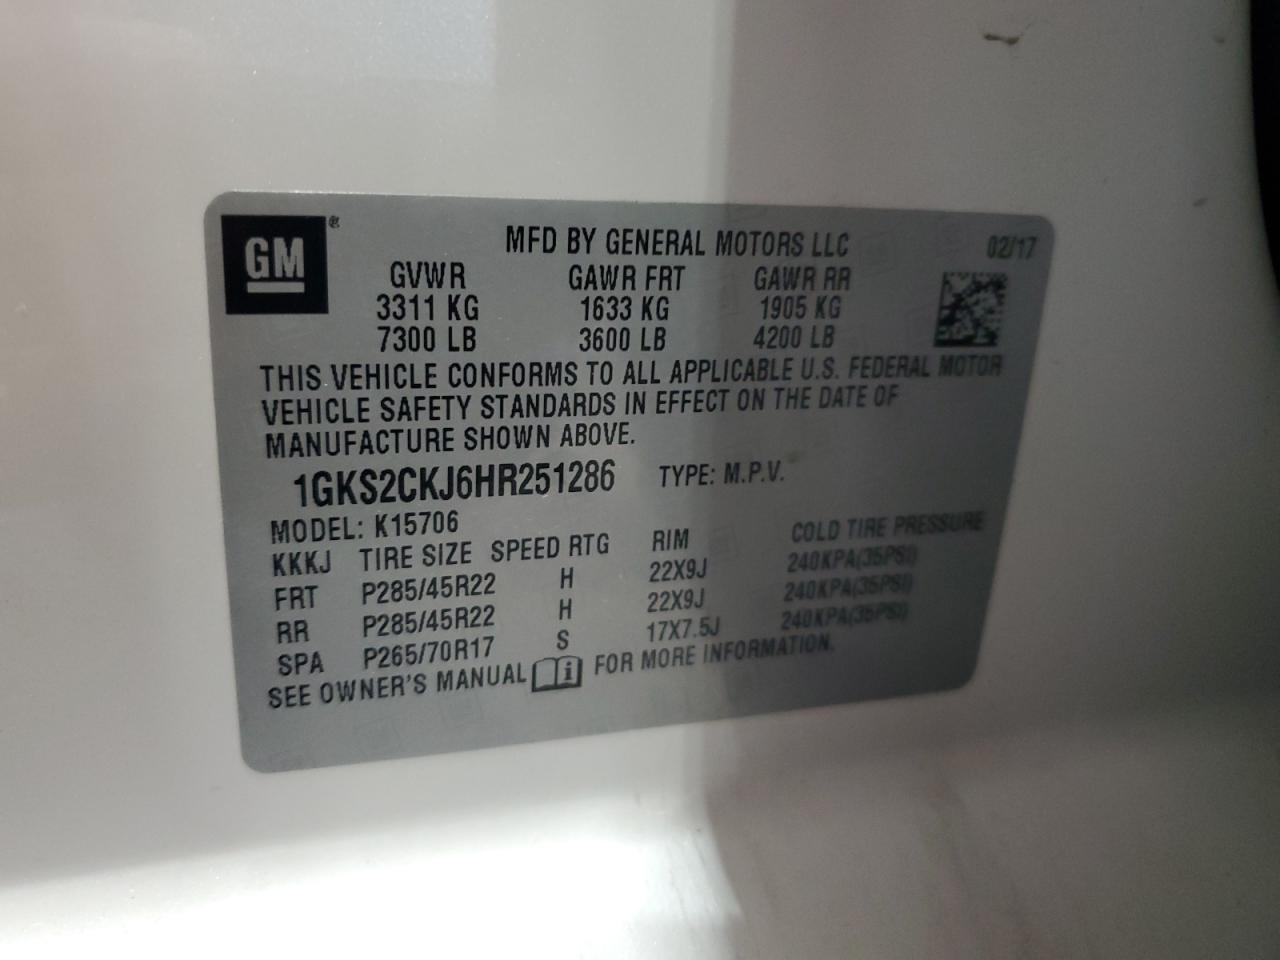 GM ®
MFD BY GENERAL MOTORS LLC 02/17
GVWR GAWR FRT GAWR RR
3311 KG 1633 KG 1905 KG
7300 LB 3600 LB 4200 LB
THIS VEHICLE CONFORMS TO ALL APPLICABLE U.S. FEDERAL MOTOR
VEHICLE SAFETY STANDARDS IN EFFECT ON THE DATE OF
MANUFACTURE SHOWN ABOVE.
1GKS2CKJ6HR251286 TYPE: M.P.V.
MODEL: K15706
KKKJ TIRE SIZE SPEED RTG RIM COLD TIRE PRESSURE
FRT P285/45R22 H 22X9J 240KPA(35PSI)
RR P285/45R22 H 22X9J 240KPA(35PSI)
SPA P265/70R17 S 17X7.5J 240KPA(35PSI)
SEE OWNER'S MANUAL i FOR MORE INFORMATION.